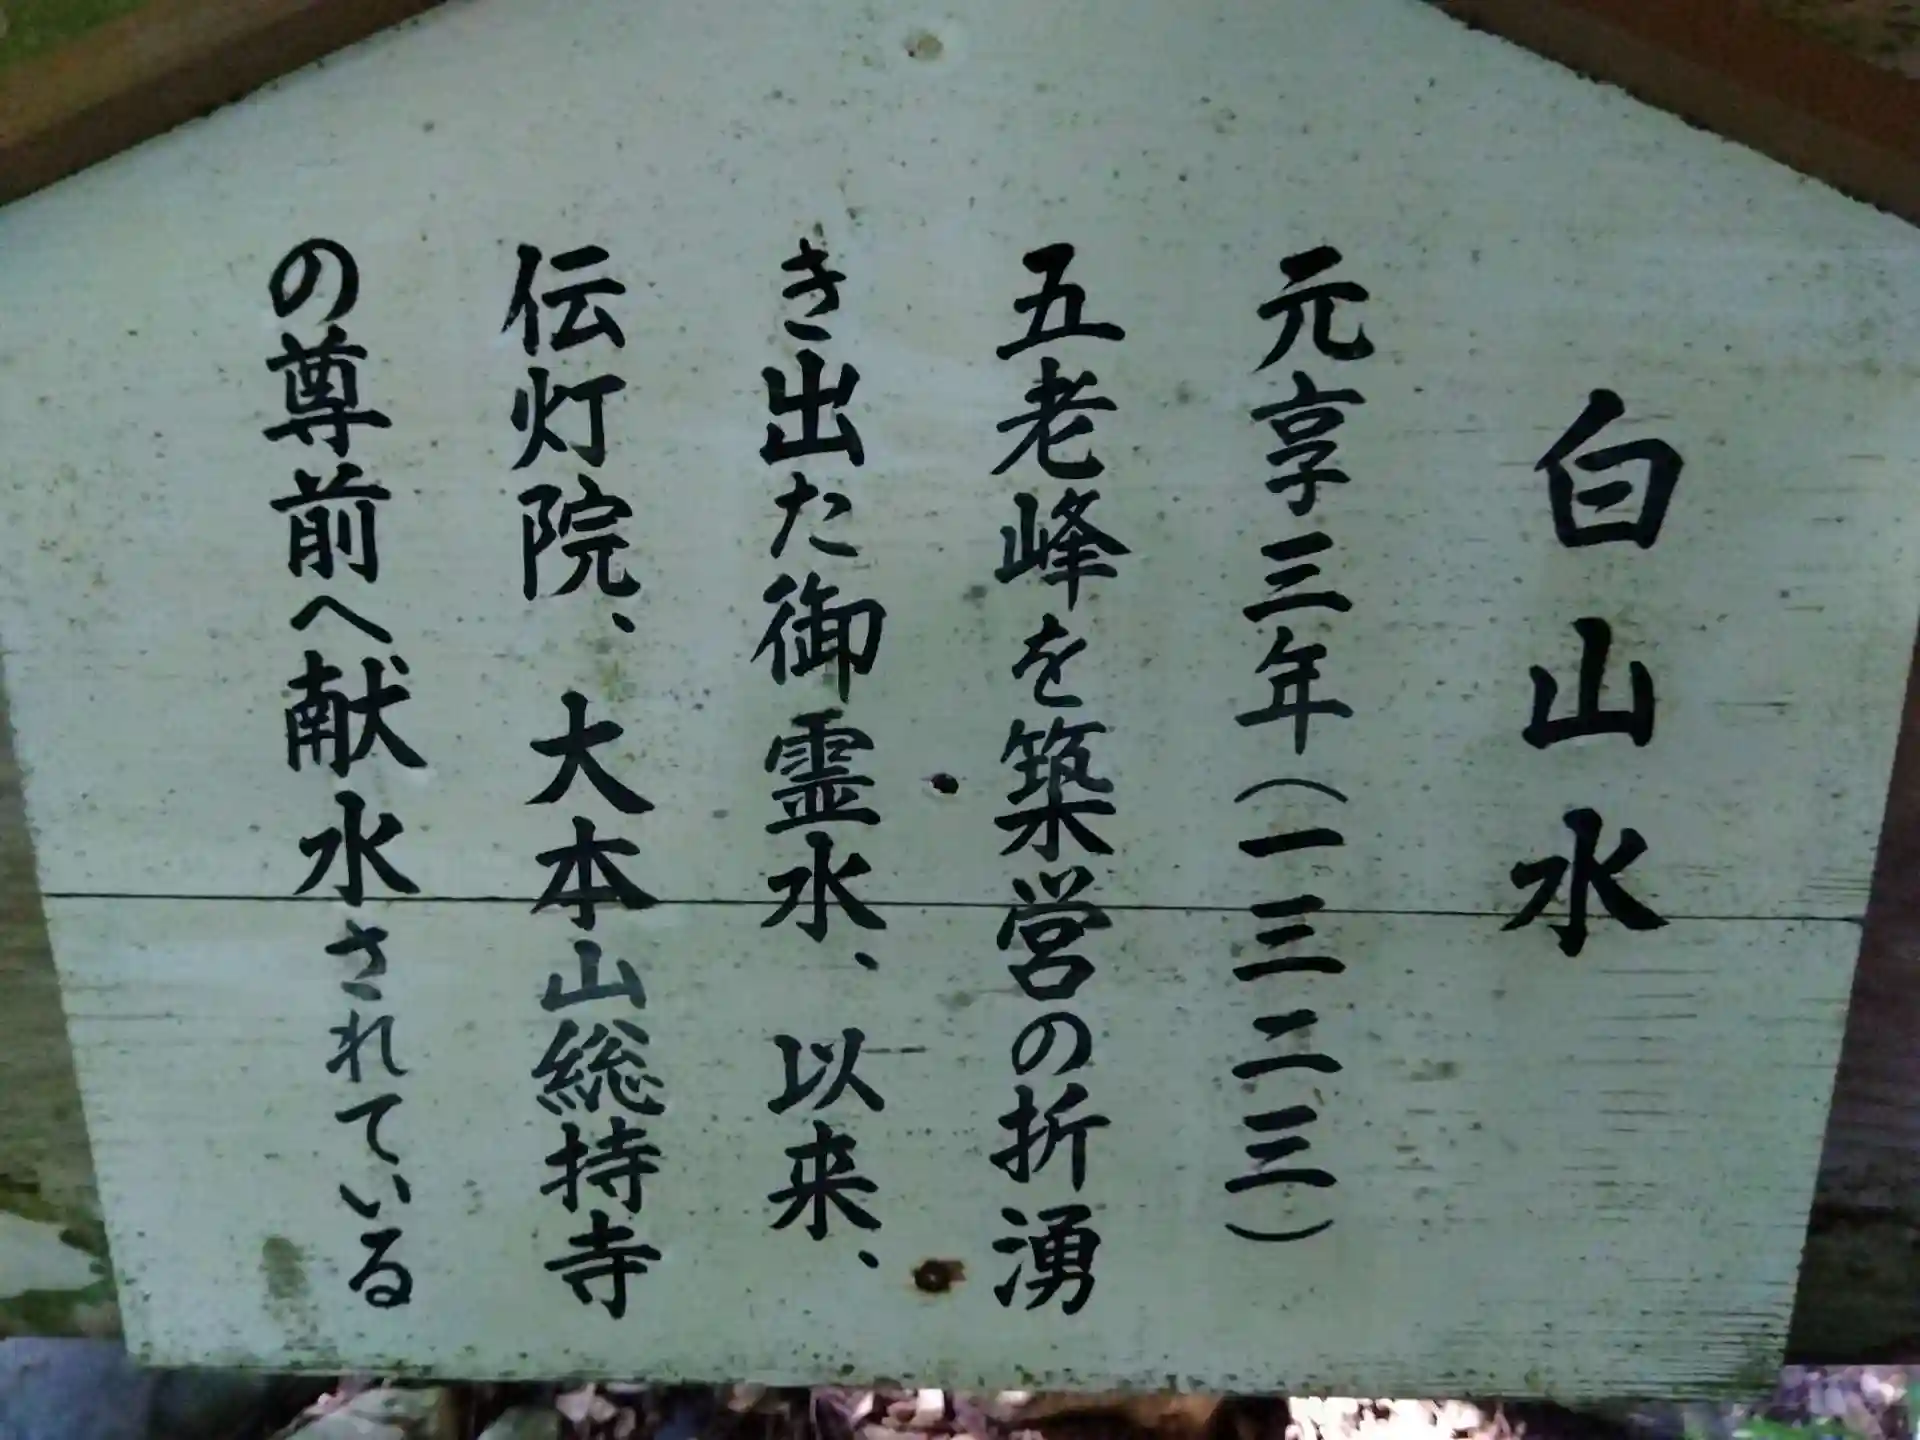 白山水
元享三年(一三二三)
五老峰を築営の折湧
き出た御霊水、以来、
伝灯院、大本山総持寺
の尊前へ献水されている